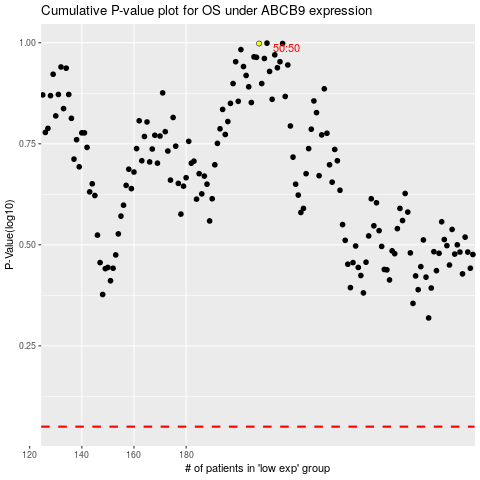 Cumulative P-value plot for OS under ABCB9 expression
P-Value(log10)
1.00
0.75
0.50
0.25
50:50
120 140 160 180
# of patients in 'low exp' group